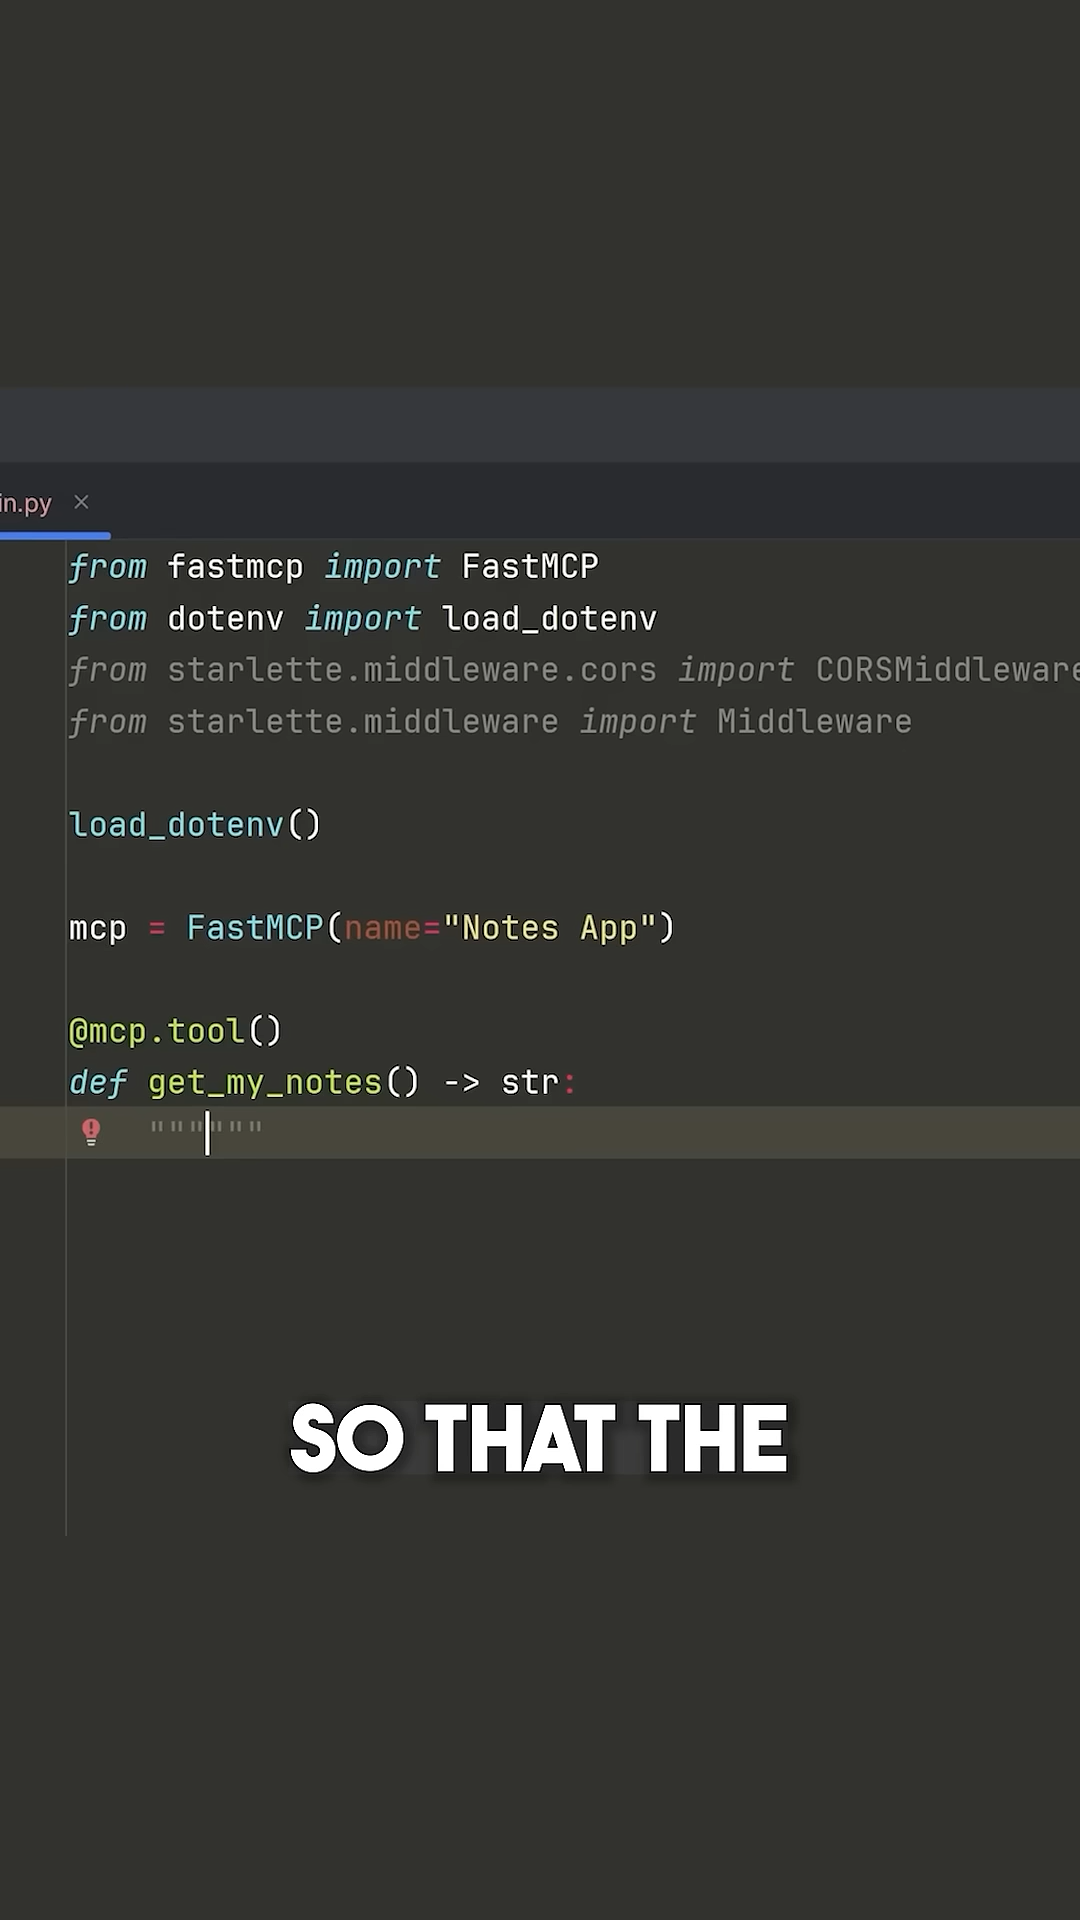 in.py ×
from fastmcp import FastMCP
from dotenv import load_dotenv
from starlette.middleware.cors import CORSMiddleware
from starlette.middleware import Middleware
load_dotenv()
mcp = FastMCP(name="Notes App")
@mcp.tool()
def get_my_notes() -> str:
    """"""
SO THAT THE